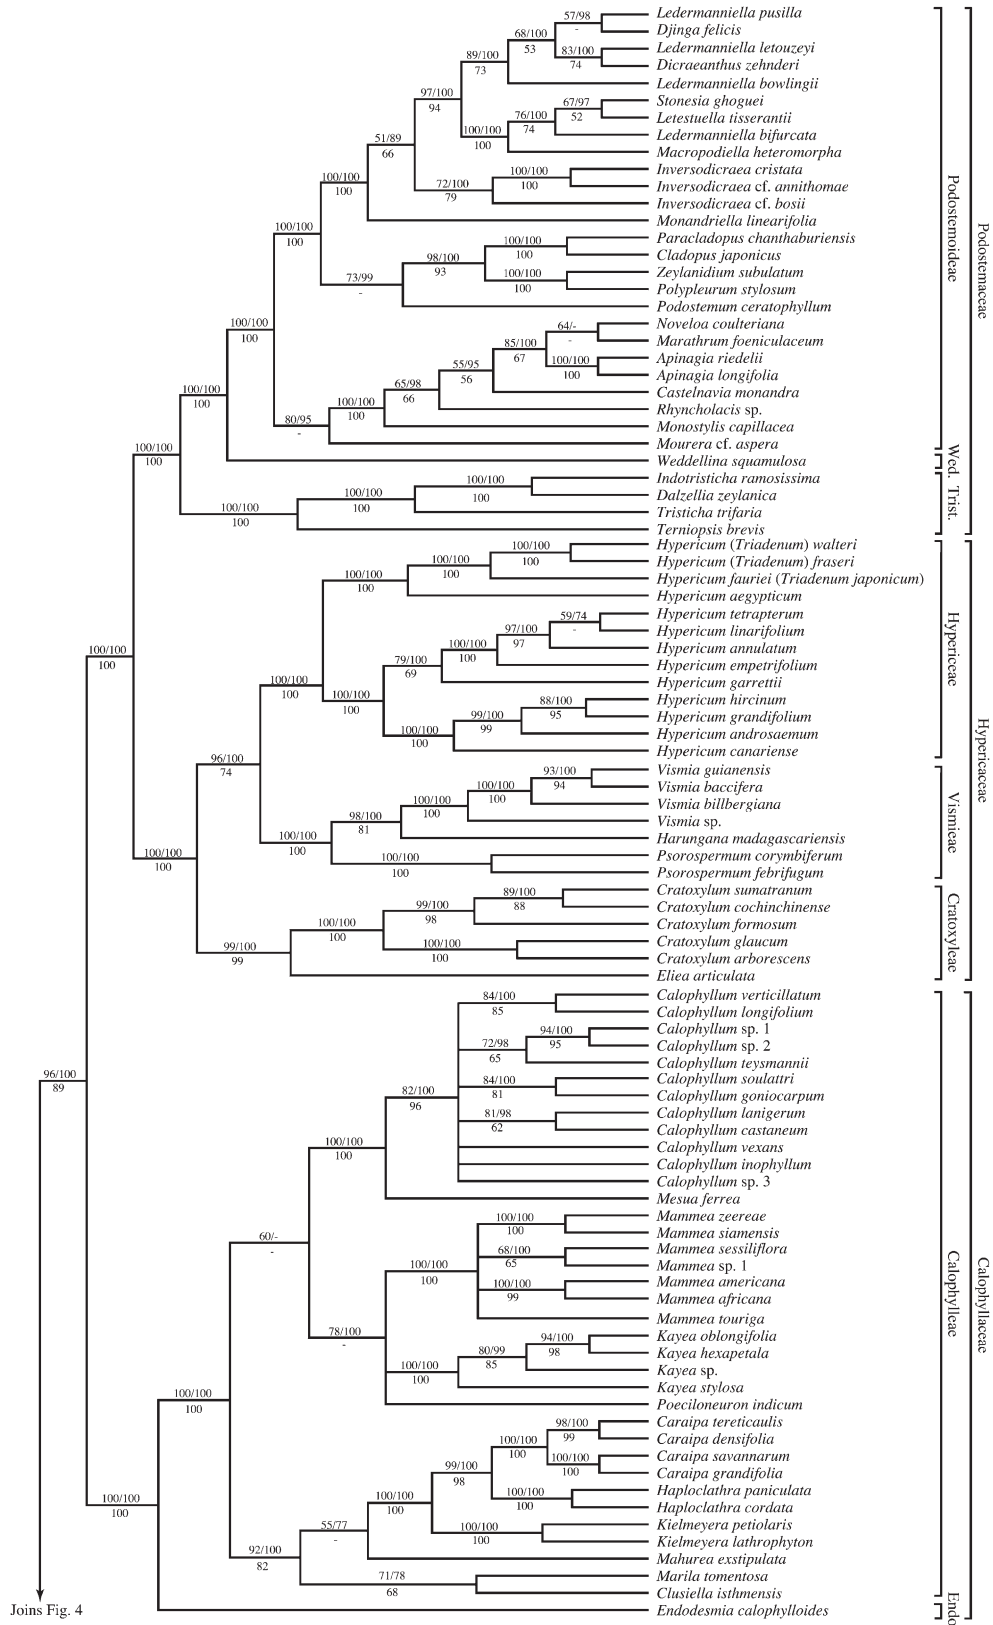 57/98
-
68/100
53
83/100
74
89/100
73
97/100
94
67/97
52
76/100
74
100/100
100
51/89
66
100/100
100
72/100
79
100/100
100
100/100
100
100/100
100
98/100
93
100/100
100
73/99
-
100/100
100
64/-
-
85/100
67
100/100
100
55/95
56
65/98
66
100/100
100
80/95
-
100/100
100
100/100
100
100/100
100
100/100
100
100/100
100
100/100
100
100/100
100
100/100
100
59/74
-
97/100
97
100/100
100
79/100
69
100/100
100
88/100
95
99/100
99
100/100
100
100/100
100
100/100
100
96/100
74
93/100
94
100/100
100
100/100
100
98/100
81
100/100
100
100/100
100
100/100
100
89/100
88
99/100
98
100/100
100
100/100
100
99/100
99
84/100
85
94/100
95
72/98
65
84/100
81
82/100
96
81/98
62
96/100
89
100/100
100
60/-
-
100/100
100
68/100
65
100/100
100
100/100
99
78/100
-
94/100
98
80/99
85
100/100
100
100/100
100
98/100
99
100/100
100
100/100
100
99/100
98
100/100
100
100/100
100
100/100
100
100/100
100
55/77
-
92/100
82
71/78
68
Joins Fig. 4
Ledermanniella pusilla
Djinga felicis
Ledermanniella letouzeyi
Dicraeanthus zehnderi
Ledermanniella bowlingii
Stonesia ghoguei
Letestuella tisserantii
Ledermanniella bifurcata
Macropodiella heteromorpha
Inversodicraea cristata
Inversodicraea cf. annithomae
Inversodicraea cf. bosii
Monandriella linearifolia
Paracladopus chanthaburiensis
Cladopus japonicus
Zeylanidium subulatum
Polypleurum stylosum
Podostemum ceratophyllum
Noveloa coulteriana
Marathrum foeniculaceum
Apinagia riedelii
Apinagia longifolia
Castelnavia monandra
Rhyncholacis sp.
Monostylis capillacea
Mourera cf. aspera
Weddellina squamulosa
Indotristicha ramosissima
Dalzellia zeylanica
Tristicha trifaria
Terniopsis brevis
Hypericum (Triadenum) walteri
Hypericum (Triadenum) fraseri
Hypericum fauriei (Triadenum japonicum)
Hypericum aegypticum
Hypericum tetrapterum
Hypericum linarifolium
Hypericum annulatum
Hypericum empetrifolium
Hypericum garrettii
Hypericum hircinum
Hypericum grandifolium
Hypericum androsaemum
Hypericum canariense
Vismia guianensis
Vismia baccifera
Vismia billbergiana
Vismia sp.
Harungana madagascariensis
Psorospermum corymbiferum
Psorospermum febrifugum
Cratoxylum sumatranum
Cratoxylum cochinchinense
Cratoxylum formosum
Cratoxylum glaucum
Cratoxylum arborescens
Eliea articulata
Calophyllum verticillatum
Calophyllum longifolium
Calophyllum sp. 1
Calophyllum sp. 2
Calophyllum teysmannii
Calophyllum soulattri
Calophyllum goniocarpum
Calophyllum lanigerum
Calophyllum castaneum
Calophyllum vexans
Calophyllum inophyllum
Calophyllum sp. 3
Mesua ferrea
Mammea zeereae
Mammea siamensis
Mammea sessiliflora
Mammea sp. 1
Mammea americana
Mammea africana
Mammea touriga
Kayea oblongifolia
Kayea hexapetala
Kayea sp.
Kayea stylosa
Poeciloneuron indicum
Caraipa tereticaulis
Caraipa densifolia
Caraipa savannarum
Caraipa grandifolia
Haploclathra paniculata
Haploclathra cordata
Kielmeyera petiolaris
Kielmeyera lathrophyton
Mahurea exstipulata
Marila tomentosa
Clusiella isthmensis
Endodesmia calophylloides
Podostemoideae
Wed.
Trist.
Podostemaceae
Hypericeae
Vismieae
Cratoxyleae
Hypericaceae
Calophylleae
Endo
Calophyllaceae